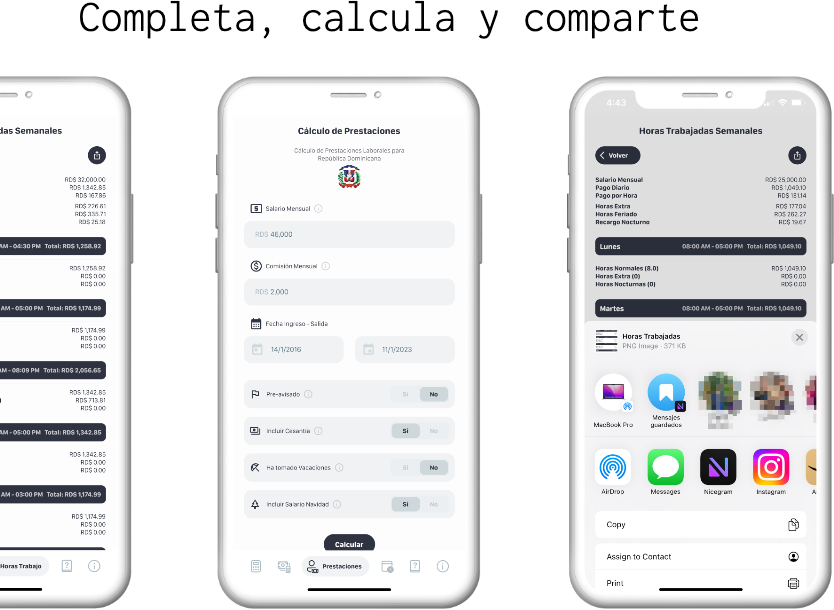 Completa, calcula y comparte
das Semanales
RD$ 32,000.00
RD$ 1,342.85
RD$ 167.86
RD$ 226.61
RD$ 335.71
RD$ 25.18
AM - 04:30 PM Total: RD$ 1,258.92
RD$ 1,258.92
RD$ 0.00
RD$ 0.00
AM - 05:00 PM Total: RD$ 1,174.99
RD$ 1,174.99
RD$ 0.00
RD$ 0.00
AM - 08:09 PM Total: RD$ 2,056.65
RD$ 1,342.85
RD$ 713.81
RD$ 0.00
AM - 05:00 PM Total: RD$ 1,342.85
RD$ 1,342.85
RD$ 0.00
RD$ 0.00
AM - 03:00 PM Total: RD$ 1,174.99
RD$ 1,174.99
RD$ 0.00
RD$ 0.00
Horas Trabajo
Cálculo de Prestaciones
Cálculo de Prestaciones Laborales para
República Dominicana
Salario Mensual
RD$ 46,000
Comisión Mensual
RD$ 2,000
Fecha Ingreso - Salida
14/1/2016 11/1/2023
Pre-avisado Si No
Incluir Cesantía Si No
Ha tomado Vacaciones Si No
Incluir Salario Navidad Si No
Calcular
Prestaciones
4:43
Horas Trabajadas Semanales
Volver
Salario Mensual RD$ 25,000.00
Pago Diario RD$ 1,049.10
Pago por Hora RD$ 131.14
Horas Extra RD$ 177.04
Horas Feriado RD$ 262.27
Recargo Nocturno RD$ 19.67
Lunes 08:00 AM - 05:00 PM Total: RD$ 1,049.10
Horas Normales (8.0) RD$ 1,049.10
Horas Extra (0) RD$ 0.00
Horas Nocturnas (0) RD$ 0.00
Martes 08:00 AM - 05:00 PM Total: RD$ 1,049.10
Horas Trabajadas
PNG Image · 371 KB
MacBook Pro
Mensajes
guardados
AirDrop Messages Nicegram Instagram
Copy
Assign to Contact
Print